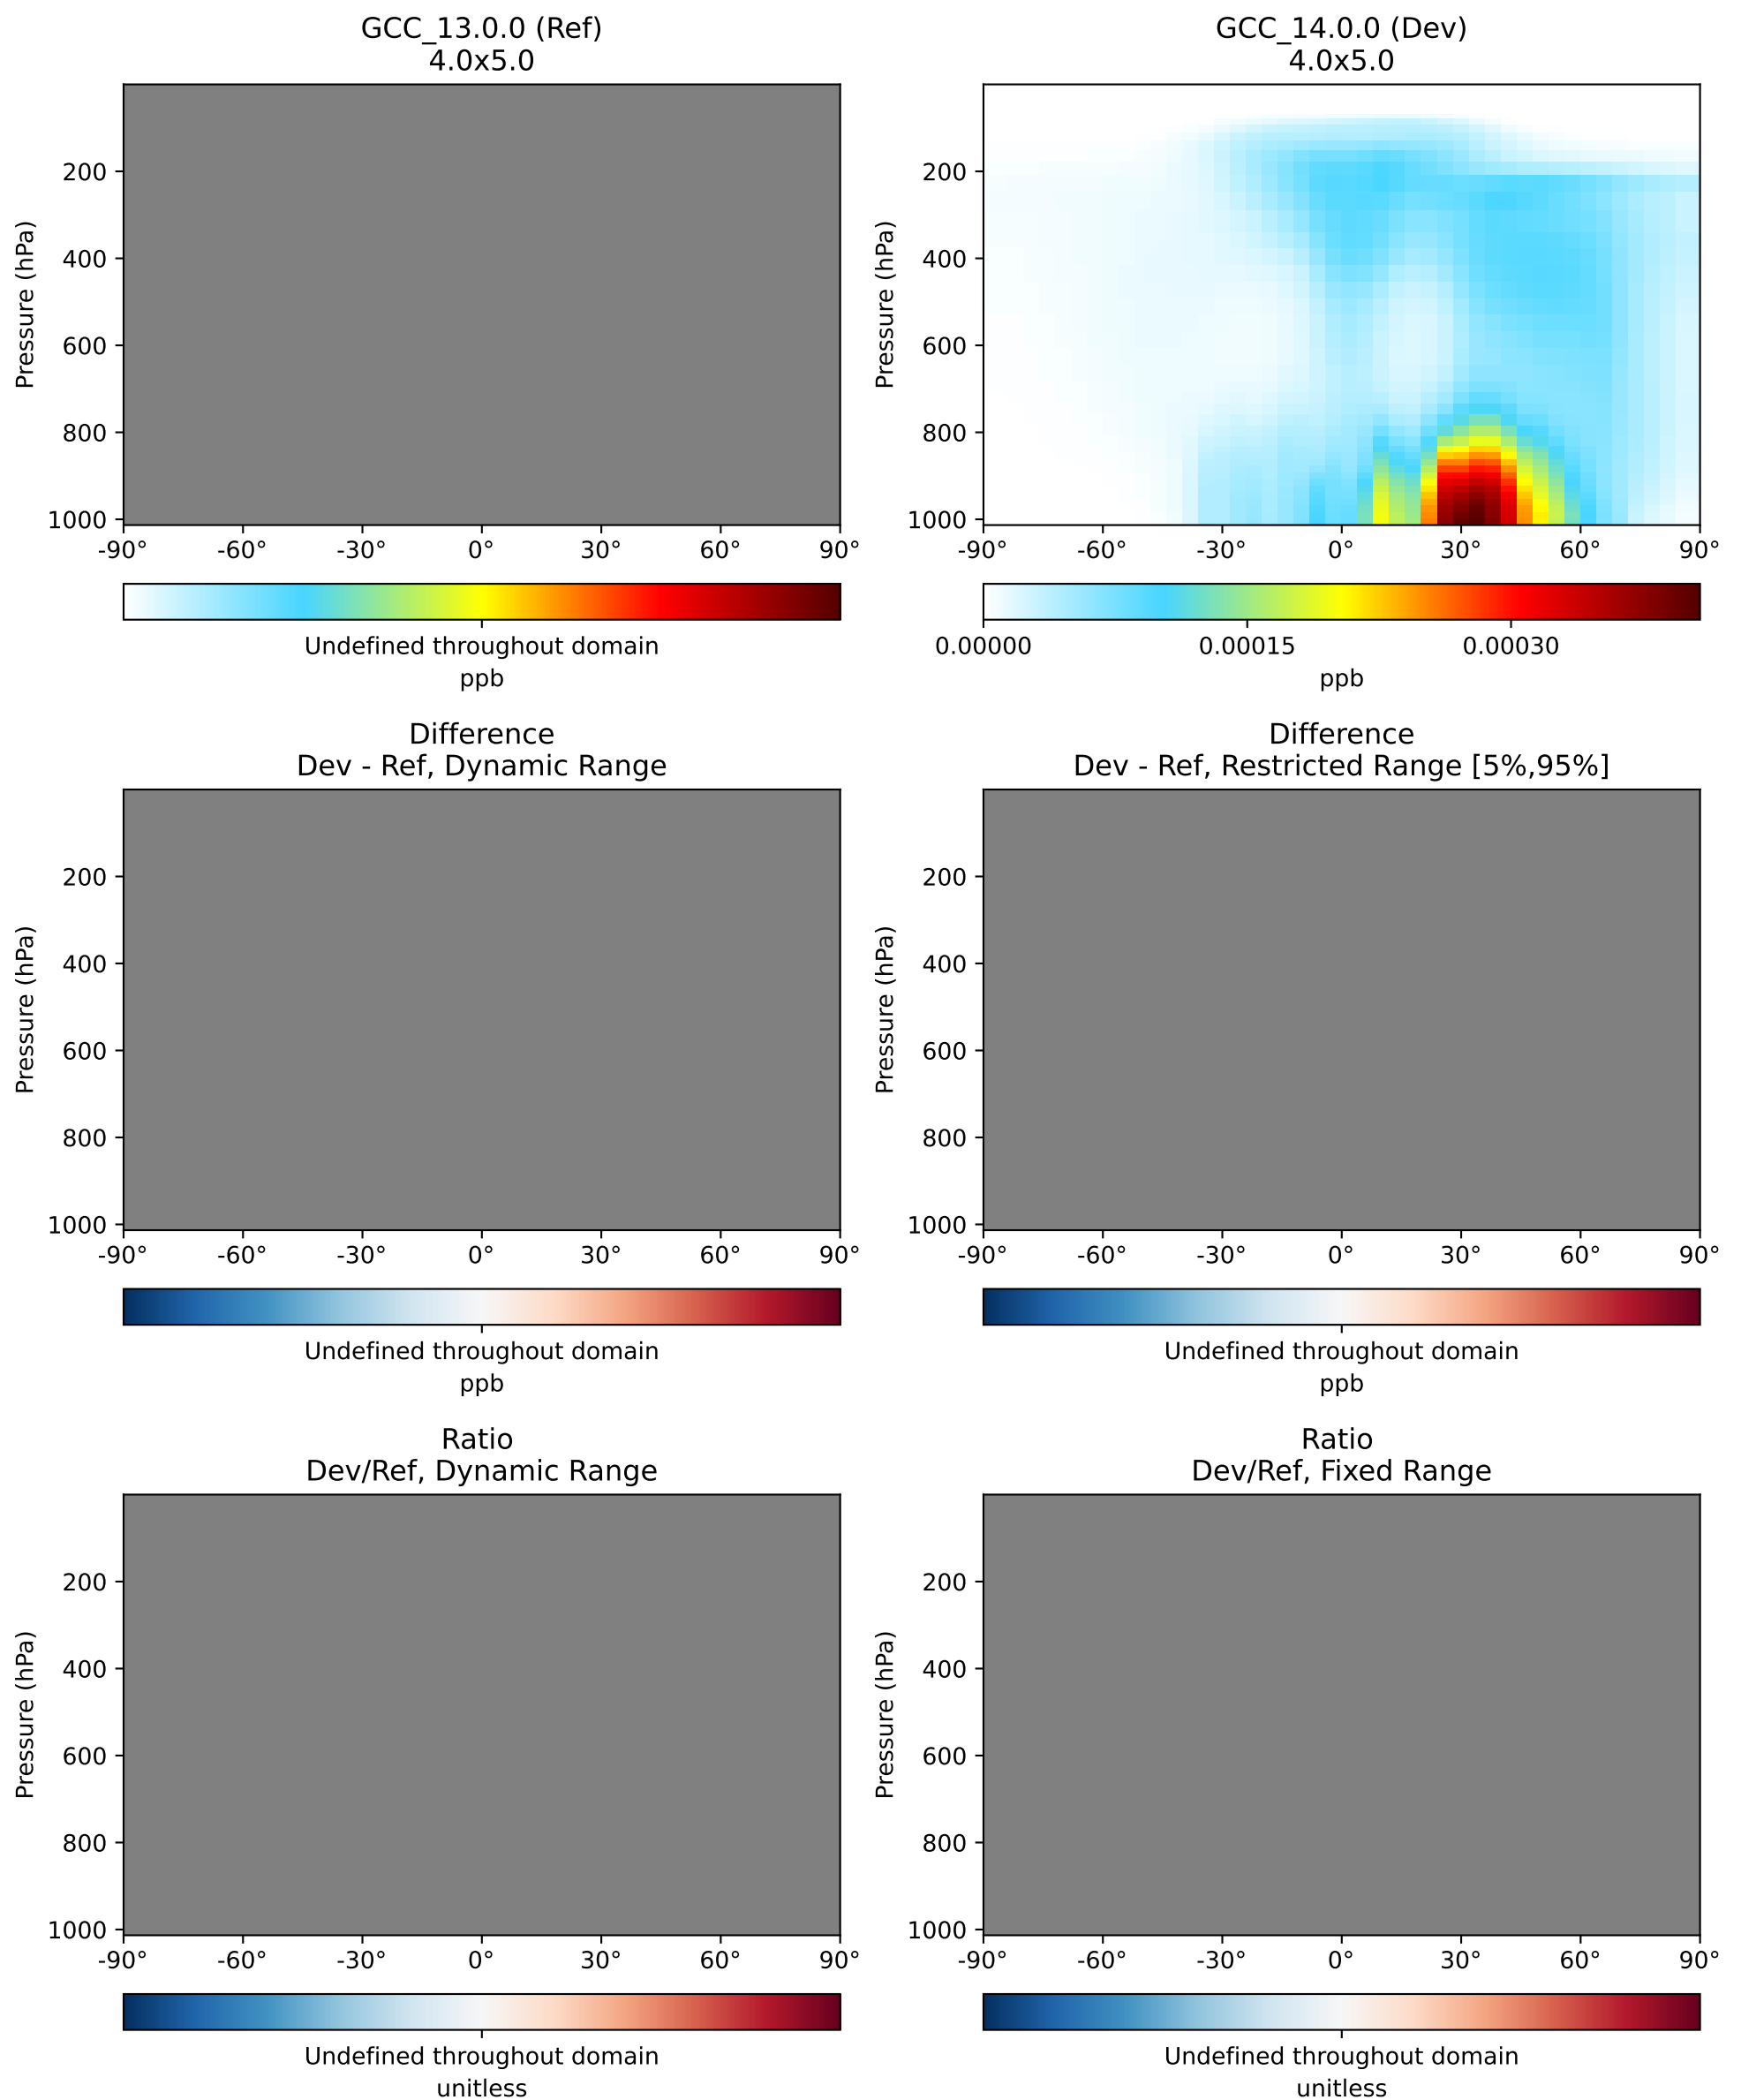 GCC_13.0.0 (Ref)
4.0x5.0
Pressure (hPa)
200
400
600
800
1000
-90° -60° -30° 0° 30° 60° 90°
Undefined throughout domain
ppb
GCC_14.0.0 (Dev)
4.0x5.0
Pressure (hPa)
200
400
600
800
1000
-90° -60° -30° 0° 30° 60° 90°
0.00000 0.00015 0.00030
ppb
Difference
Dev - Ref, Dynamic Range
Pressure (hPa)
200
400
600
800
1000
-90° -60° -30° 0° 30° 60° 90°
Undefined throughout domain
ppb
Difference
Dev - Ref, Restricted Range [5%,95%]
Pressure (hPa)
200
400
600
800
1000
-90° -60° -30° 0° 30° 60° 90°
Undefined throughout domain
ppb
Ratio
Dev/Ref, Dynamic Range
Pressure (hPa)
200
400
600
800
1000
-90° -60° -30° 0° 30° 60° 90°
Undefined throughout domain
unitless
Ratio
Dev/Ref, Fixed Range
Pressure (hPa)
200
400
600
800
1000
-90° -60° -30° 0° 30° 60° 90°
Undefined throughout domain
unitless